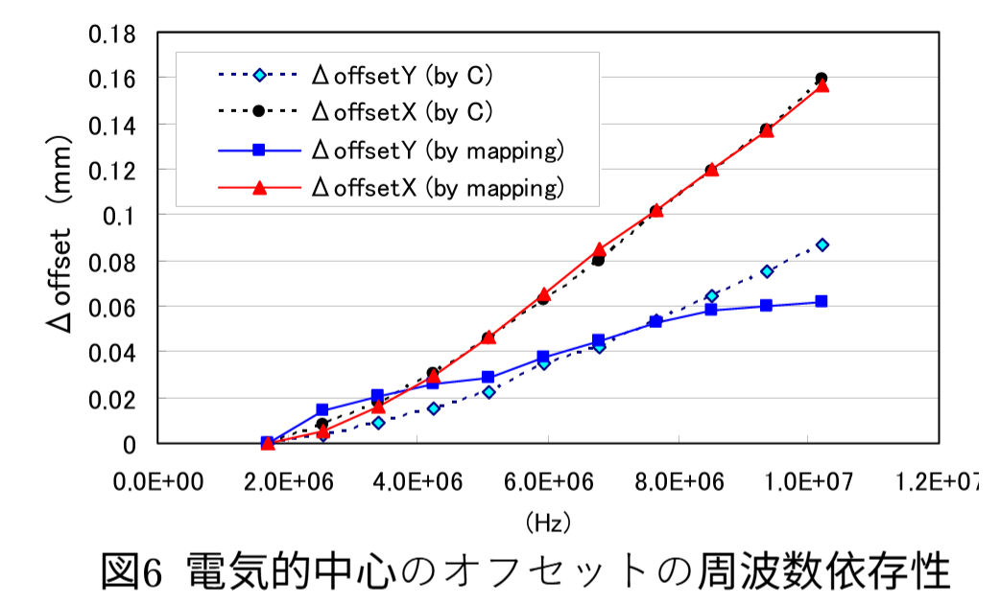 0.18
0.16
0.14
0.12
0.1
0.08
0.06
0.04
0.02
0
Δoffset (mm)
ΔoffsetY (by C)
ΔoffsetX (by C)
ΔoffsetY (by mapping)
ΔoffsetX (by mapping)
0.0E+00 2.0E+06 4.0E+06 6.0E+06 8.0E+06 1.0E+07 1.2E+07
(Hz)
図6 電気的中心のオフセットの周波数依存性